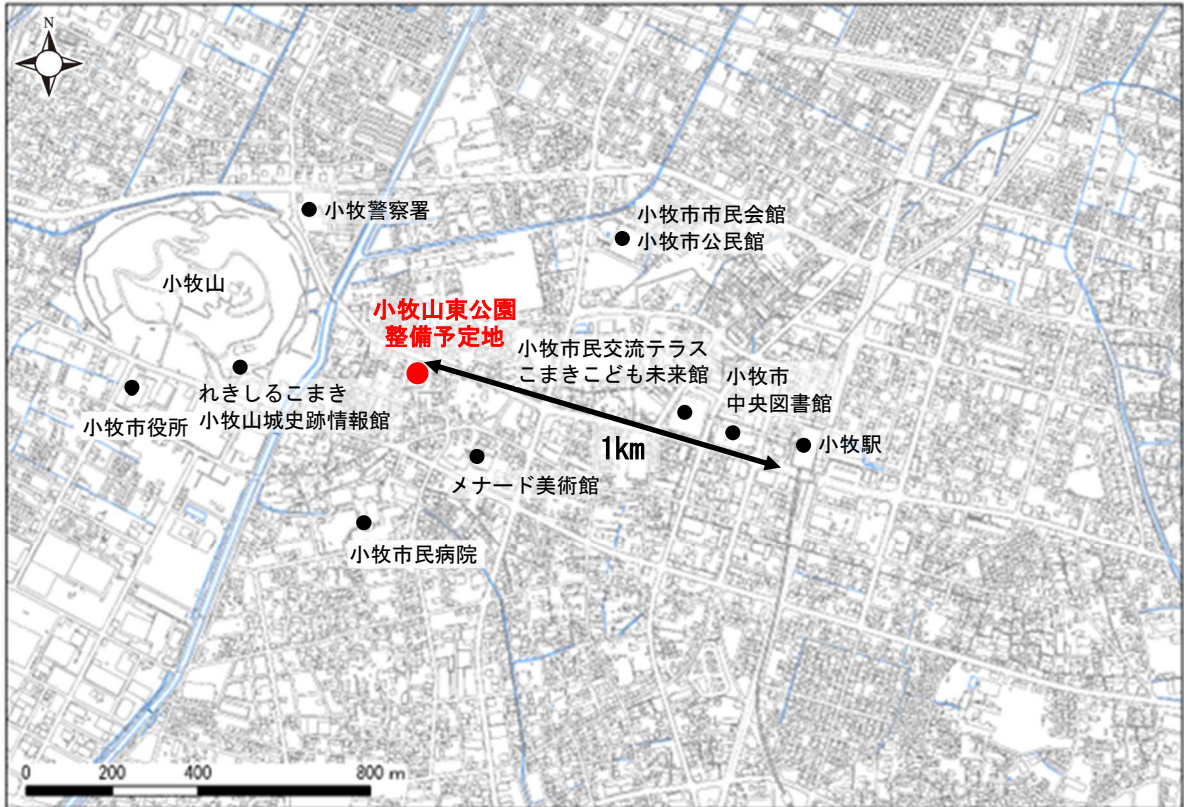 N
小牧警察署
小牧市市民会館
小牧市公民館
小牧山
小牧山東公園
整備予定地
小牧市民交流テラス
こまきこども未来館
小牧市
中央図書館
れきしるこまき
小牧山城史跡情報館
小牧市役所
1km
小牧駅
メナード美術館
小牧市民病院
0 200 400 800 m